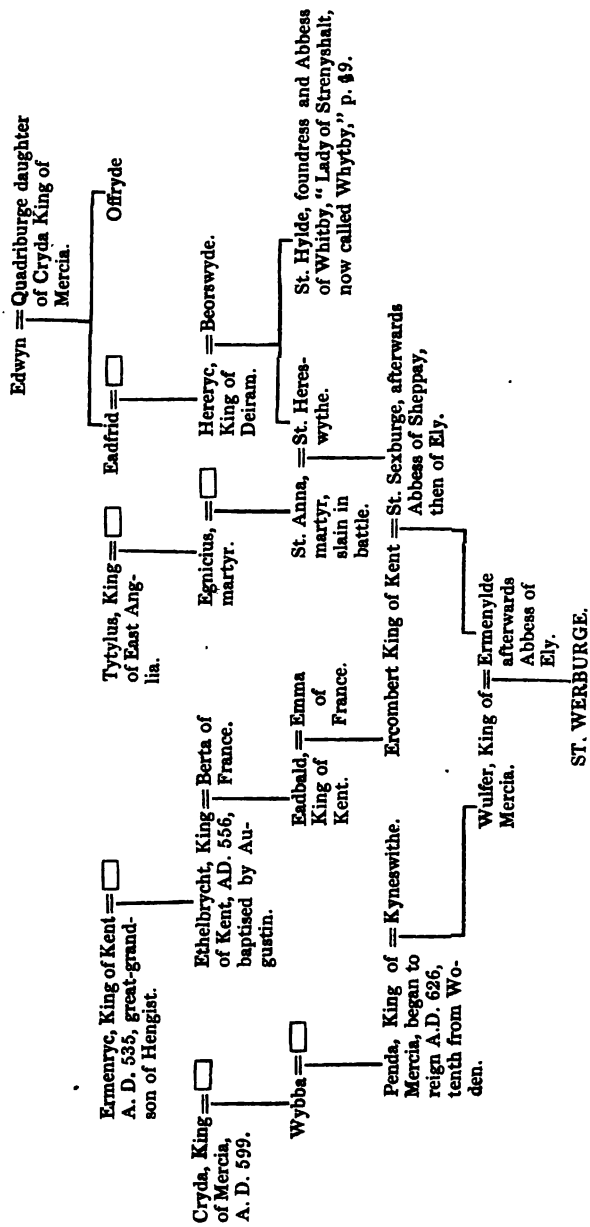 Edwyn = Quadriburge daughter
of Cryda King of
Mercia.
Eadfrid =
Offryde
Tytylus, King =
of East Ang-
lia.
Hereryc, = Beorswyde.
King of
Deiram.
Ermenryc, King of Kent =
A. D. 535, great-grand-
son of Hengist.
Ethelbrycht, King = Berta of
of Kent, AD. 556, France.
baptised by Au-
gustin.
Egnicius, =
martyr.
St. Anna, = St. Heres-
martyr, wythe.
slain in
battle.
St. Hylde, foundress and Abbess
of Whitby, "Lady of Strenyshalt,
now called Whytby," p. 49.
Cryda, King =
of Mercia,
A. D. 599.
Wybba =
Eadbald, = Emma
King of of
Kent. France.
Penda, King of = Kyneswithe.
Mercia, began to
reign A.D. 626,
tenth from Wo-
den.
Ercombert King of Kent = St. Sexburge, afterwards
Abbess of Sheppay,
then of Ely.
Wulfer, King of = Ermenylde
Mercia. afterwards
Abbess of
Ely.
ST. WERBURGE.